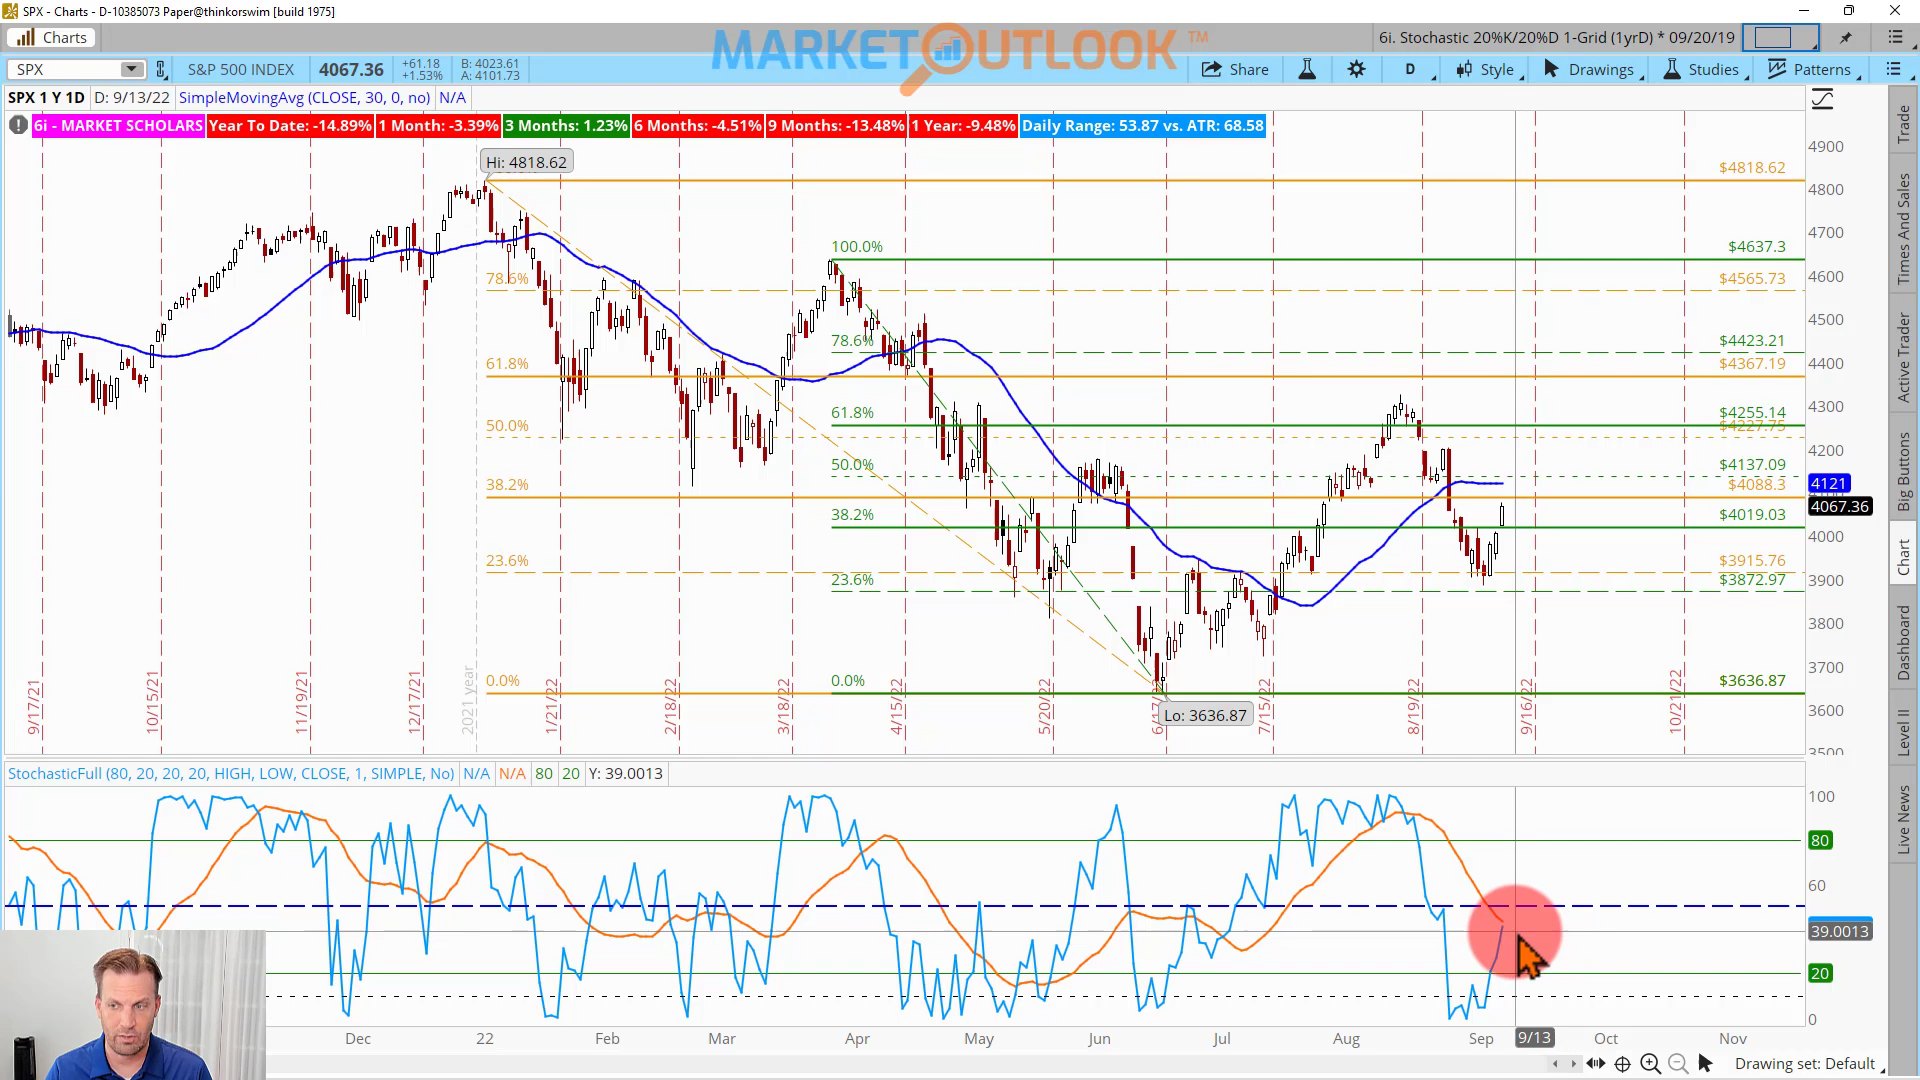 SPX - Charts - D-10385073 Paper@thinkorswim [build 1975]
Charts
MARKET OUTLOOK™
6i. Stochastic 20%K/20%D 1-Grid (1yrD) * 09/20/19
SPX S&P 500 INDEX 4067.36 +61.18 +1.53% B: 4023.61 A: 4101.73 Share D Style Drawings Studies Patterns
SPX 1 Y 1D D: 9/13/22 SimpleMovingAvg (CLOSE, 30, 0, no) N/A
6i - MARKET SCHOLARS Year To Date: -14.89% 1 Month: -3.39% 3 Months: 1.23% 6 Months: -4.51% 9 Months: -13.48% 1 Year: -9.48% Daily Range: 53.87 vs. ATR: 68.58
4900
Hi: 4818.62 $4818.62
4800
4700
100.0% $4637.3
4600
78.6% $4565.73
4500
78.6% $4423.21
61.8% $4367.19
4400
61.8% $4255.14
4300
50.0% $4227.75
4200
50.0% $4137.09
38.2% $4088.3
4121
4067.36
38.2% $4019.03
4000
23.6% $3915.76
23.6% $3872.97
3900
3800
3700
0.0% 0.0% $3636.87
Lo: 3636.87
3600
3500
9/17/21 10/15/21 11/19/21 12/17/21 2021 year 1/21/22 2/18/22 3/18/22 4/15/22 5/20/22 6/17/22 7/15/22 8/19/22 9/16/22 10/21/22
StochasticFull (80, 20, 20, 20, HIGH, LOW, CLOSE, 1, SIMPLE, No) N/A N/A 80 20 Y: 39.0013
100
80
60
39.0013
20
0
Dec 22 Feb Mar Apr May Jun Jul Aug Sep 9/13 Oct Nov
Drawing set: Default
Trade
Times And Sales
Active Trader
Big Buttons
Chart
Dashboard
Level II
Live News